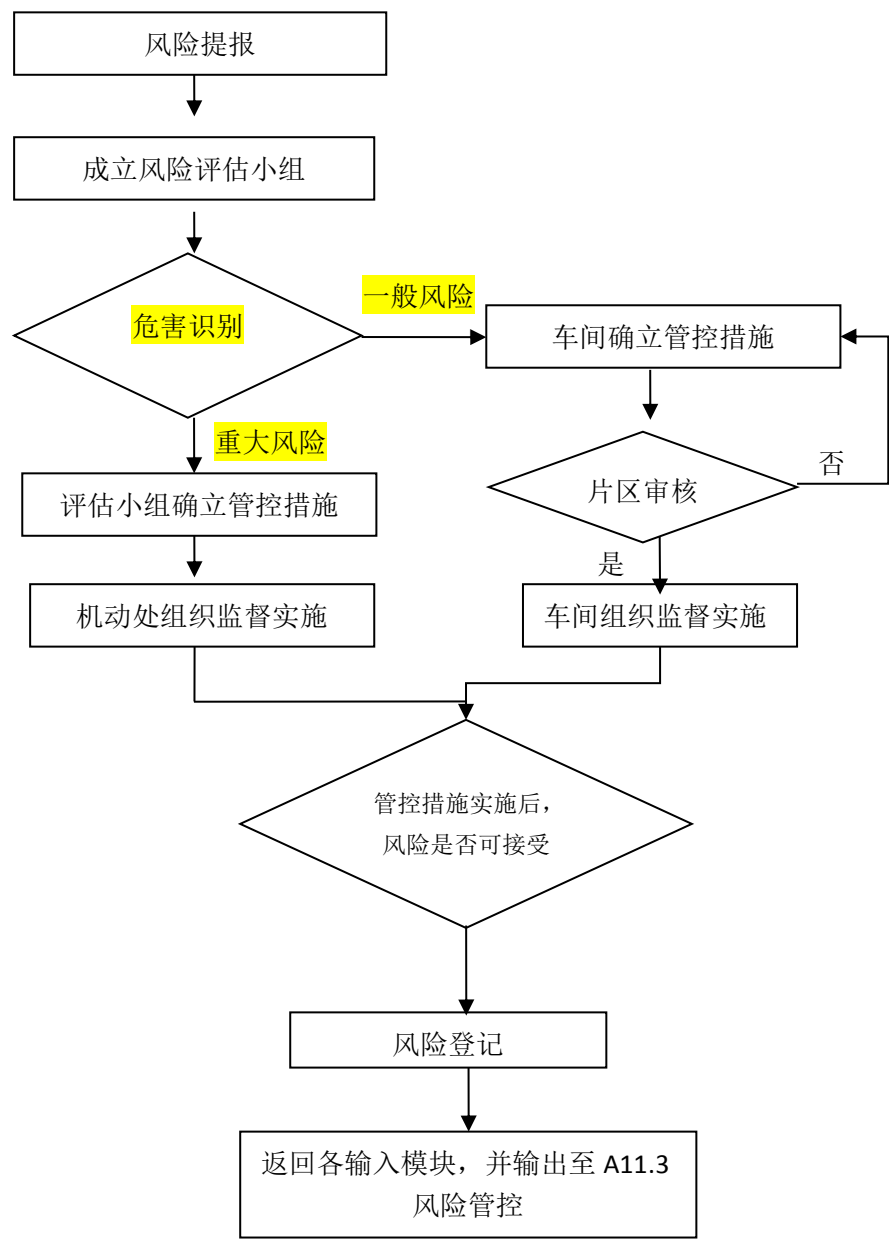 风险提报
成立风险评估小组
危害识别
一般风险
车间确立管控措施
重大风险
评估小组确立管控措施
片区审核
否
是
机动处组织监督实施
车间组织监督实施
管控措施实施后，
风险是否可接受
风险登记
返回各输入模块，并输出至 A11.3
风险管控